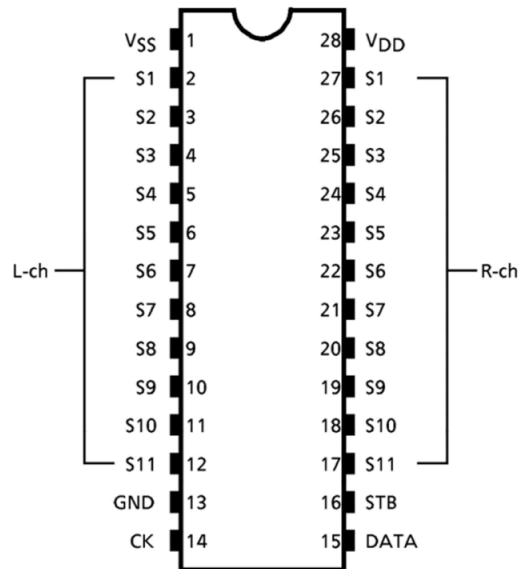 VSS 1 28 VDD
S1 2 27 S1
S2 3 26 S2
S3 4 25 S3
S4 5 24 S4
S5 6 23 S5
L-ch S6 7 22 S6 R-ch
S7 8 21 S7
S8 9 20 S8
S9 10 19 S9
S10 11 18 S10
S11 12 17 S11
GND 13 16 STB
CK 14 15 DATA